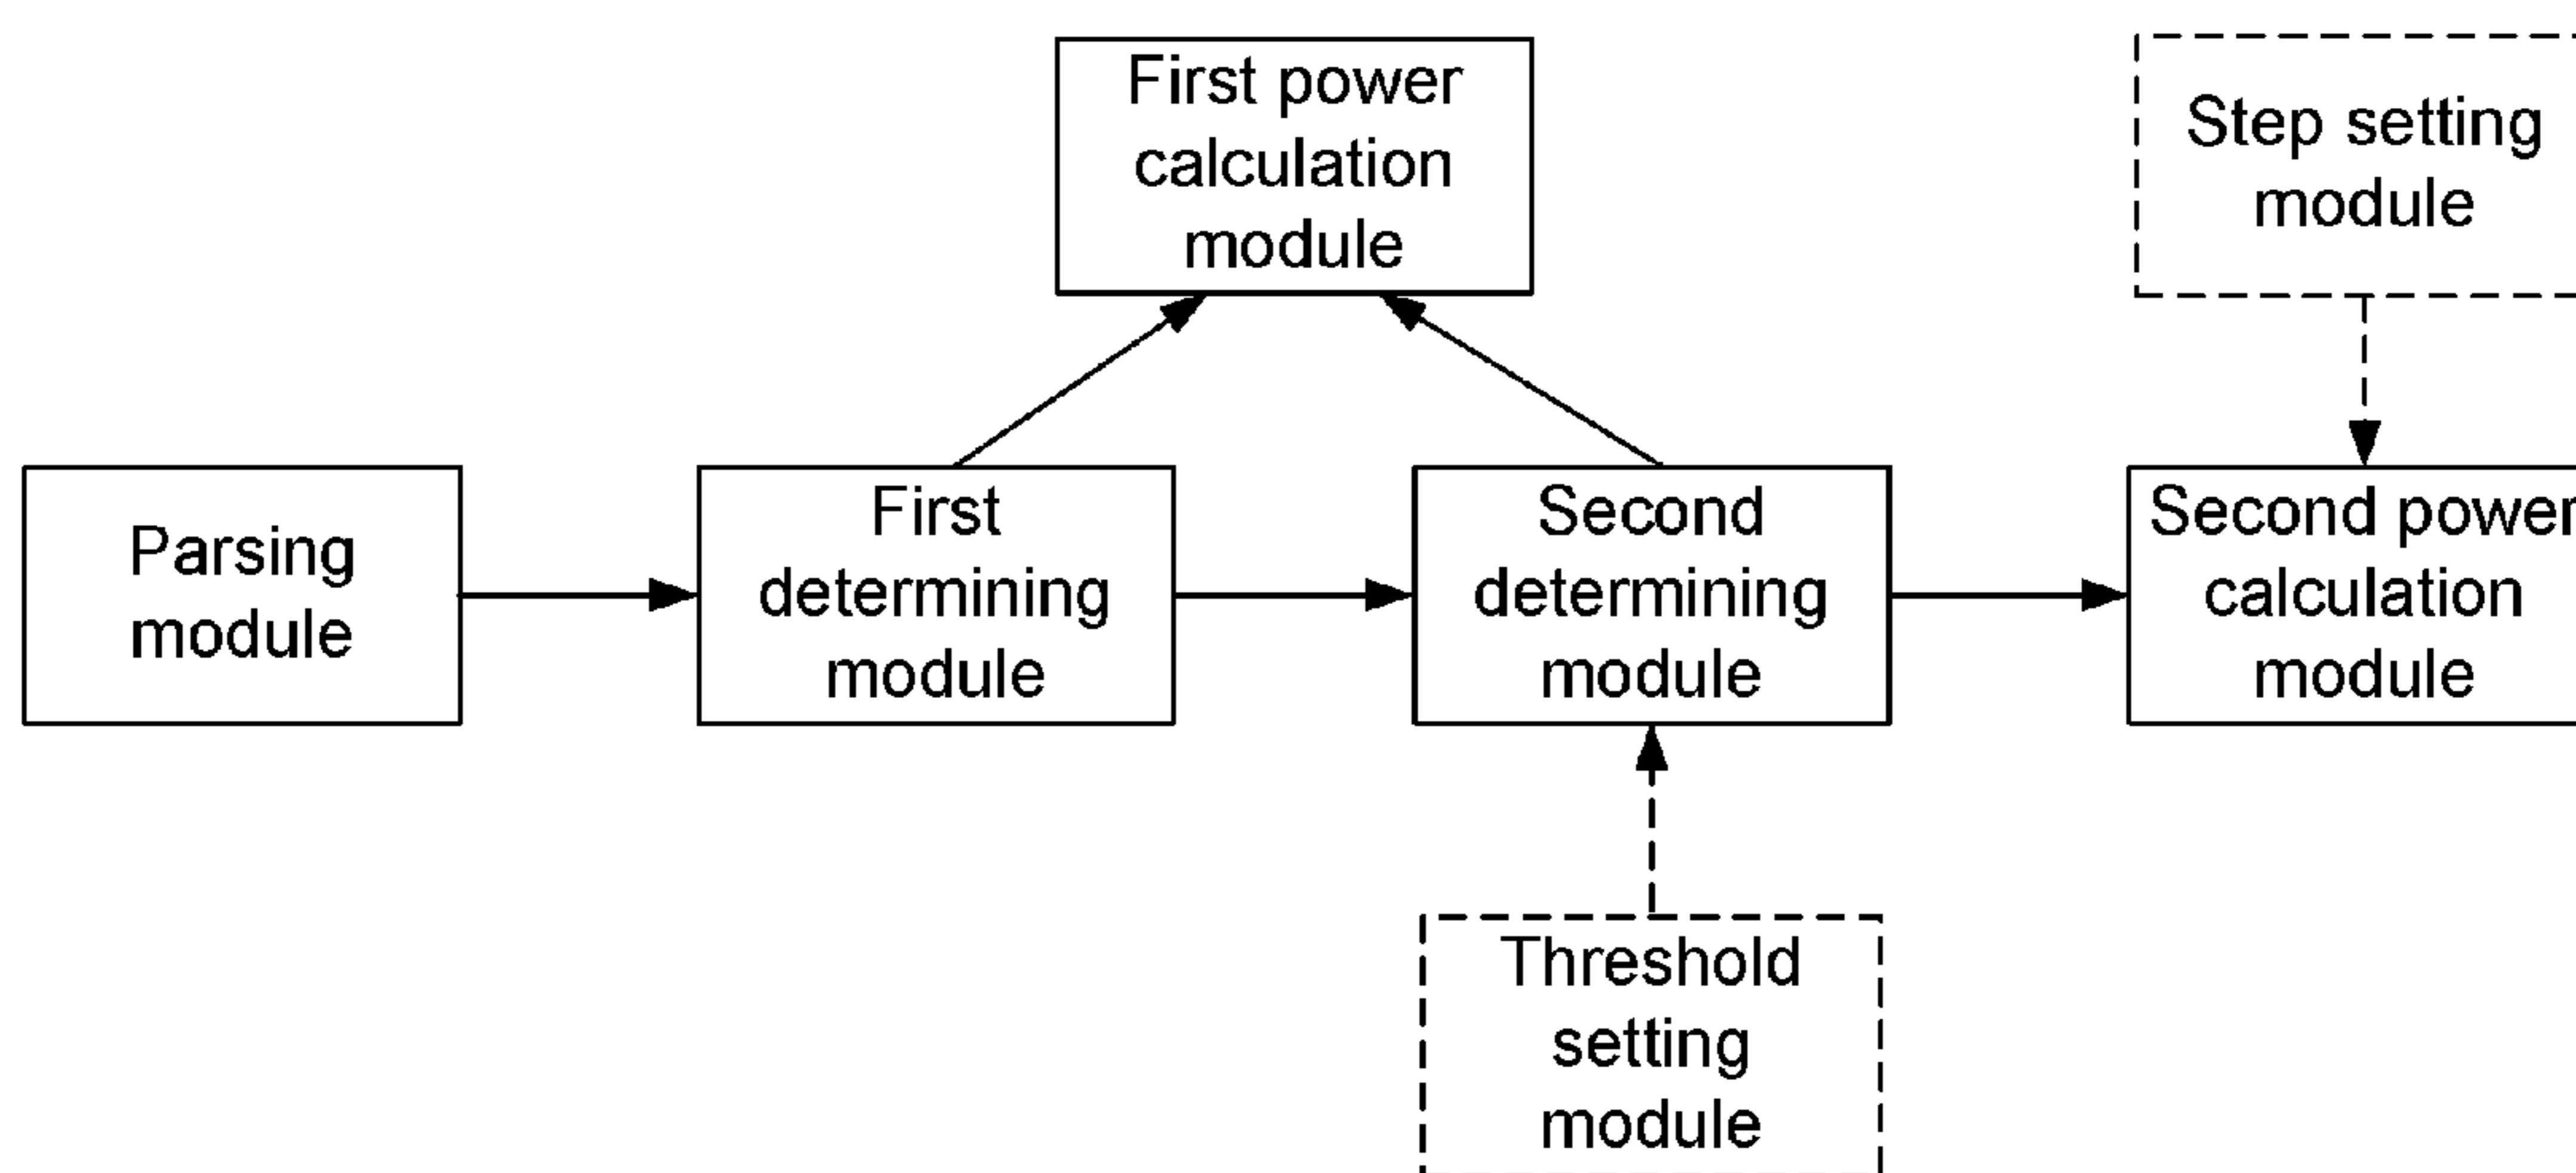 First power
calculation
module
Step setting
module
Parsing
module
First
determining
module
Second
determining
module
Second power
calculation
module
Threshold
setting
module